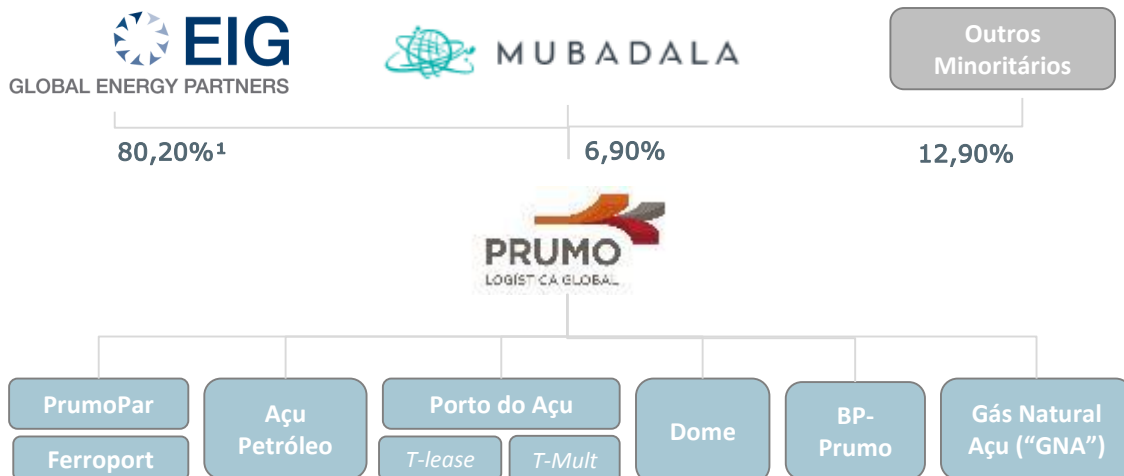 EIG
GLOBAL ENERGY PARTNERS
MUBADALA
Outros
Minoritários
80,20%¹
6,90%
12,90%
PRUMO
LOGÍSTICA GLOBAL
PrumoPar
Ferroport
Açu
Petróleo
Porto do Açu
T-lease
T-Mult
Dome
BP-
Prumo
Gás Natural
Açu (“GNA”)